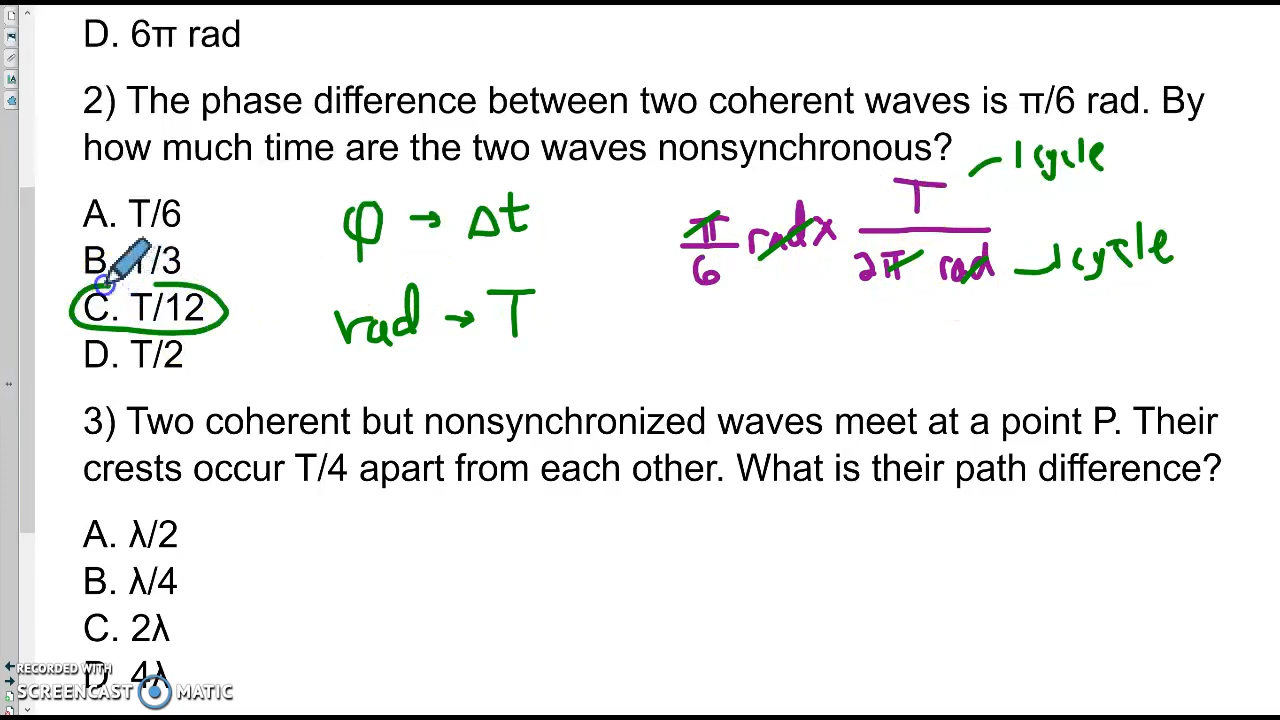 D. 6π rad
2) The phase difference between two coherent waves is π/6 rad. By
how much time are the two waves nonsynchronous?
1 cycle
A. T/6
φ → Δt
π/6 rad x T/2π rad
1 cycle
B. T/3
C. T/12
rad → T
D. T/2
3) Two coherent but nonsynchronized waves meet at a point P. Their
crests occur T/4 apart from each other. What is their path difference?
A. λ/2
B. λ/4
C. 2λ
D. 4λ
RECORDED WITH
SCREENCAST MATIC